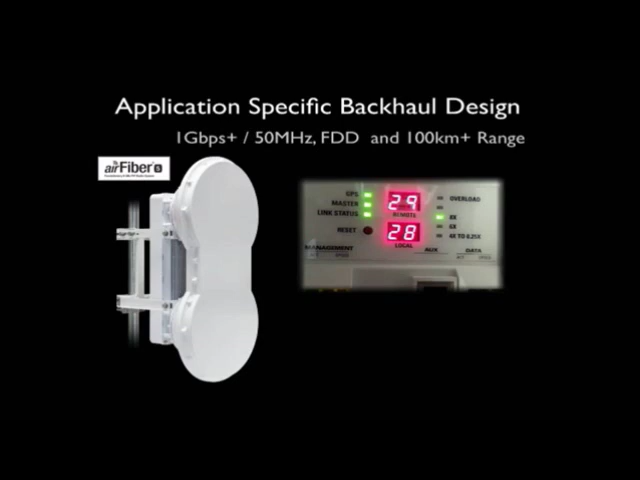 Application Specific Backhaul Design
1Gbps+ / 50MHz, FDD and 100km+ Range
airFiber 5
GPS
MASTER
LINK STATUS
RESET
29
REMOTE
28
LOCAL
OVERLOAD
8X
6X
4X TO 0.25X
MANAGEMENT
AUX
DATA